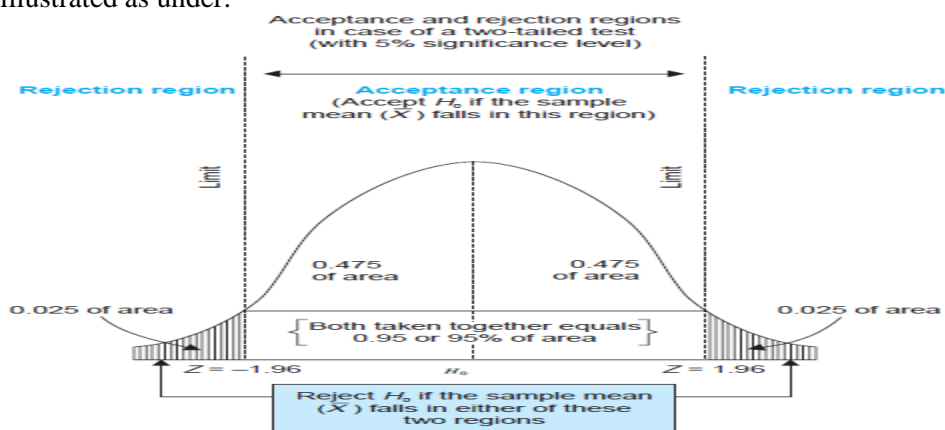 illustrated as under:
Acceptance and rejection regions
in case of a two-tailed test
(with 5% significance level)
Rejection region
Acceptance region
Rejection region
(Accept H₀ if the sample
mean (X̄) falls in this region)
Limit
Limit
0.475
of area
0.475
of area
0.025 of area
0.025 of area
{Both taken together equals}
0.95 or 95% of area
Z = –1.96
H₀
Z = 1.96
Reject H₀ if the sample mean
(X̄) falls in either of these
two regions